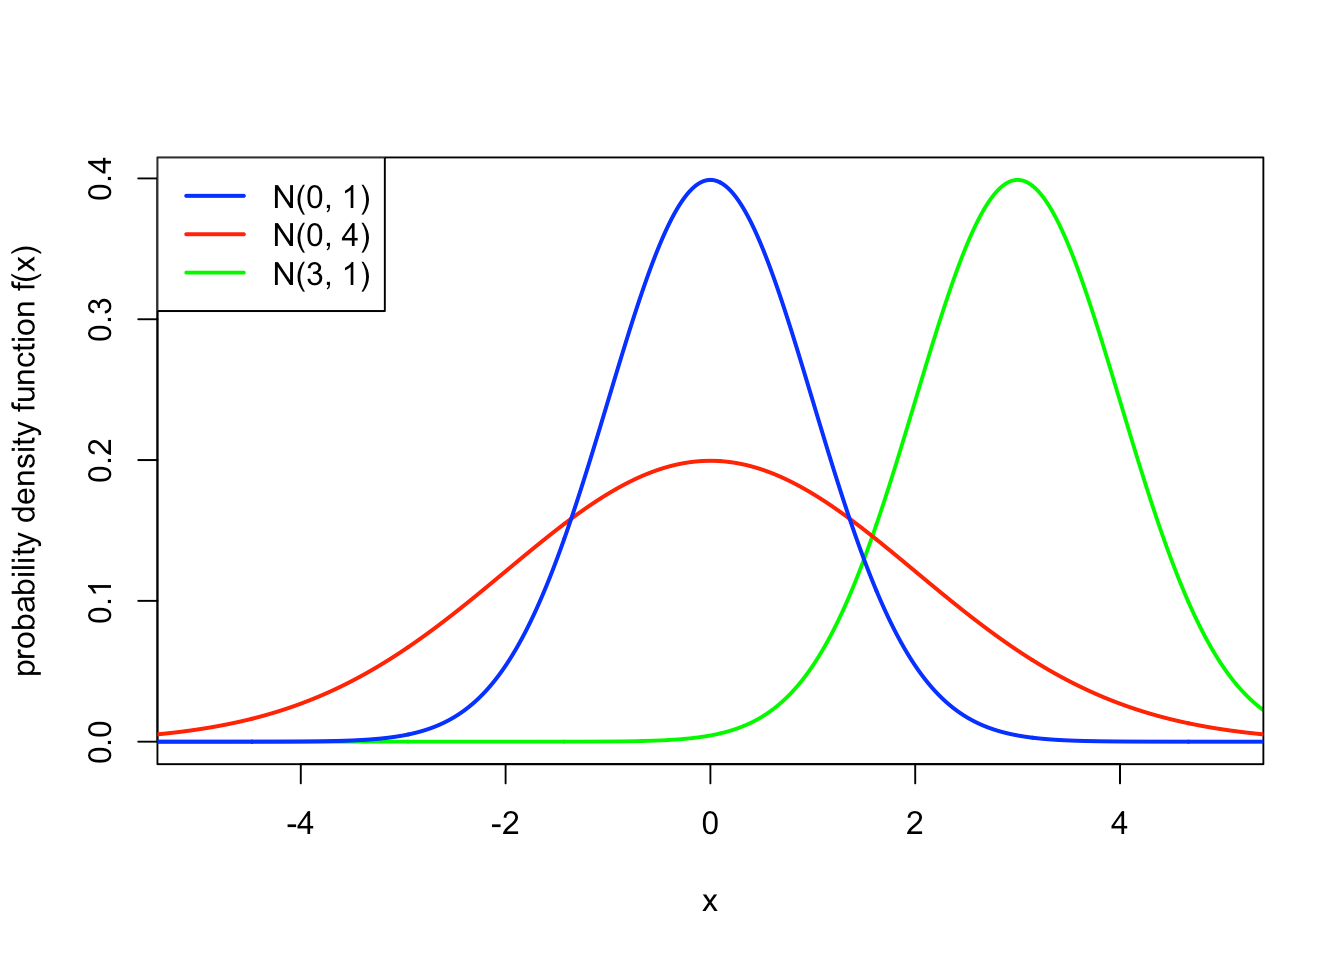 N(0, 1)
N(0, 4)
N(3, 1)
probability density function f(x)
0.4
0.3
0.2
0.1
0.0
-4 -2 0 2 4
x